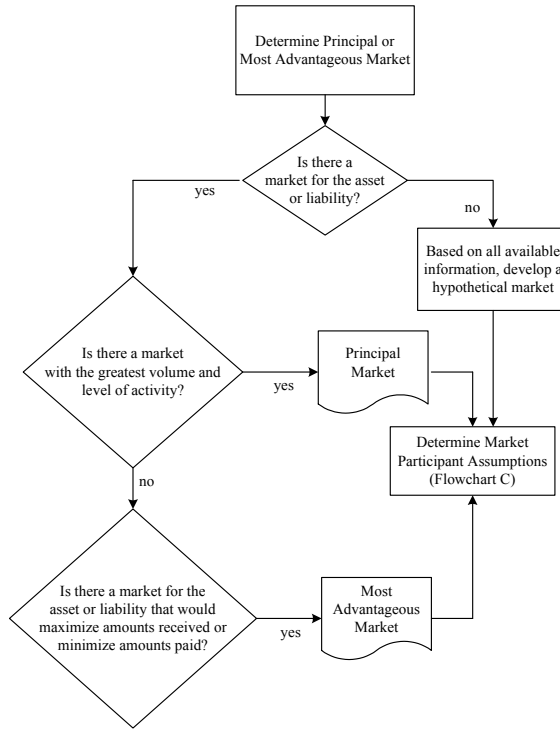 Determine Principal or
Most Advantageous Market
Is there a
market for the asset
or liability?
yes
no
Based on all available
information, develop a
hypothetical market
Is there a market
with the greatest volume and
level of activity?
yes
Principal
Market
Determine Market
Participant Assumptions
(Flowchart C)
no
Is there a market for the
asset or liability that would
maximize amounts received or
minimize amounts paid?
yes
Most
Advantageous
Market